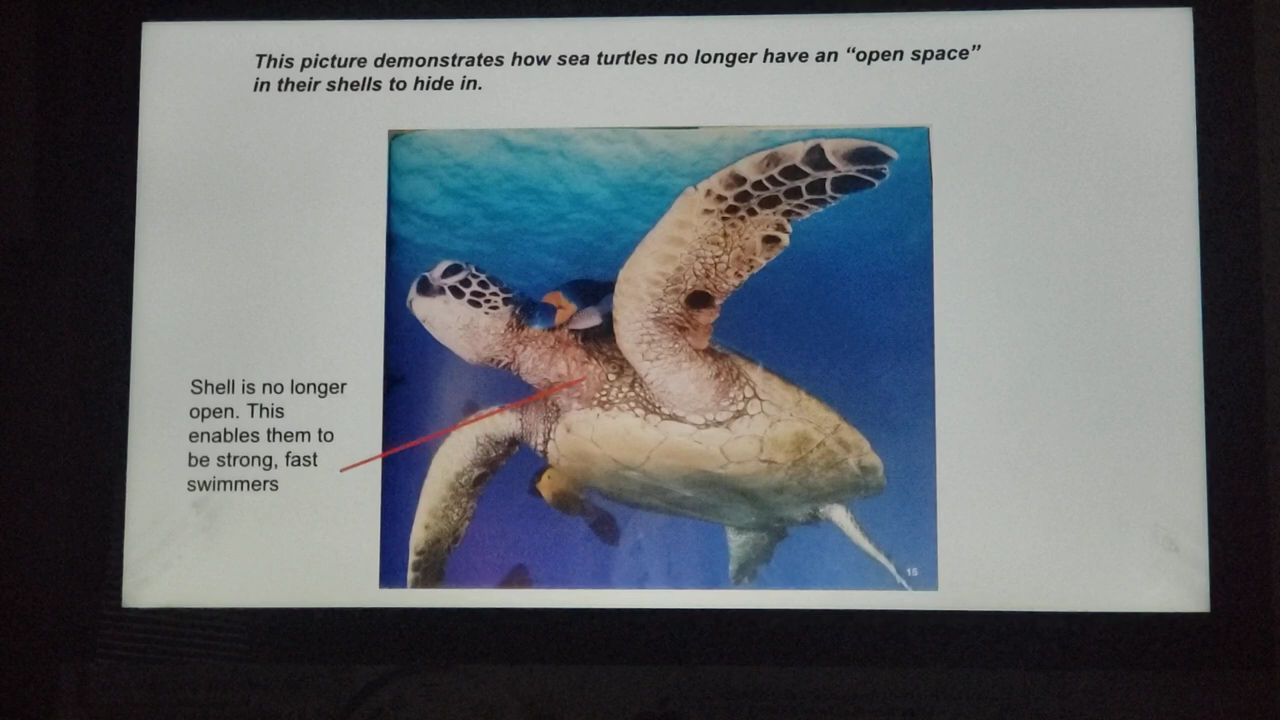 This picture demonstrates how sea turtles no longer have an “open space”
in their shells to hide in.
Shell is no longer
open. This
enables them to
be strong, fast
swimmers
15